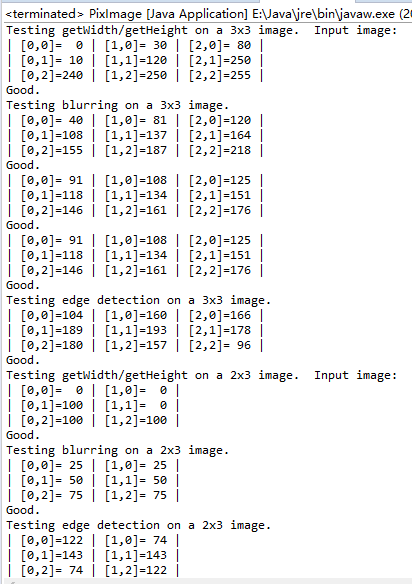 <terminated> PixImage [Java Application] E:\Java\jre\bin\javaw.exe (20
Testing getWidth/getHeight on a 3x3 image.  Input image:
| [0,0]=  0 | [1,0]= 30 | [2,0]= 80 |
| [0,1]= 10 | [1,1]=120 | [2,1]=250 |
| [0,2]=240 | [1,2]=250 | [2,2]=255 |
Good.
Testing blurring on a 3x3 image.
| [0,0]= 40 | [1,0]= 81 | [2,0]=120 |
| [0,1]=108 | [1,1]=137 | [2,1]=164 |
| [0,2]=155 | [1,2]=187 | [2,2]=218 |
Good.
| [0,0]= 91 | [1,0]=108 | [2,0]=125 |
| [0,1]=118 | [1,1]=134 | [2,1]=151 |
| [0,2]=146 | [1,2]=161 | [2,2]=176 |
Good.
| [0,0]= 91 | [1,0]=108 | [2,0]=125 |
| [0,1]=118 | [1,1]=134 | [2,1]=151 |
| [0,2]=146 | [1,2]=161 | [2,2]=176 |
Good.
Testing edge detection on a 3x3 image.
| [0,0]=104 | [1,0]=160 | [2,0]=166 |
| [0,1]=189 | [1,1]=193 | [2,1]=178 |
| [0,2]=180 | [1,2]=157 | [2,2]= 96 |
Good.
Testing getWidth/getHeight on a 2x3 image.  Input image:
| [0,0]=  0 | [1,0]=  0 |
| [0,1]=100 | [1,1]=  0 |
| [0,2]=100 | [1,2]=100 |
Good.
Testing blurring on a 2x3 image.
| [0,0]= 25 | [1,0]= 25 |
| [0,1]= 50 | [1,1]= 50 |
| [0,2]= 75 | [1,2]= 75 |
Good.
Testing edge detection on a 2x3 image.
| [0,0]=122 | [1,0]= 74 |
| [0,1]=143 | [1,1]=143 |
| [0,2]= 74 | [1,2]=122 |